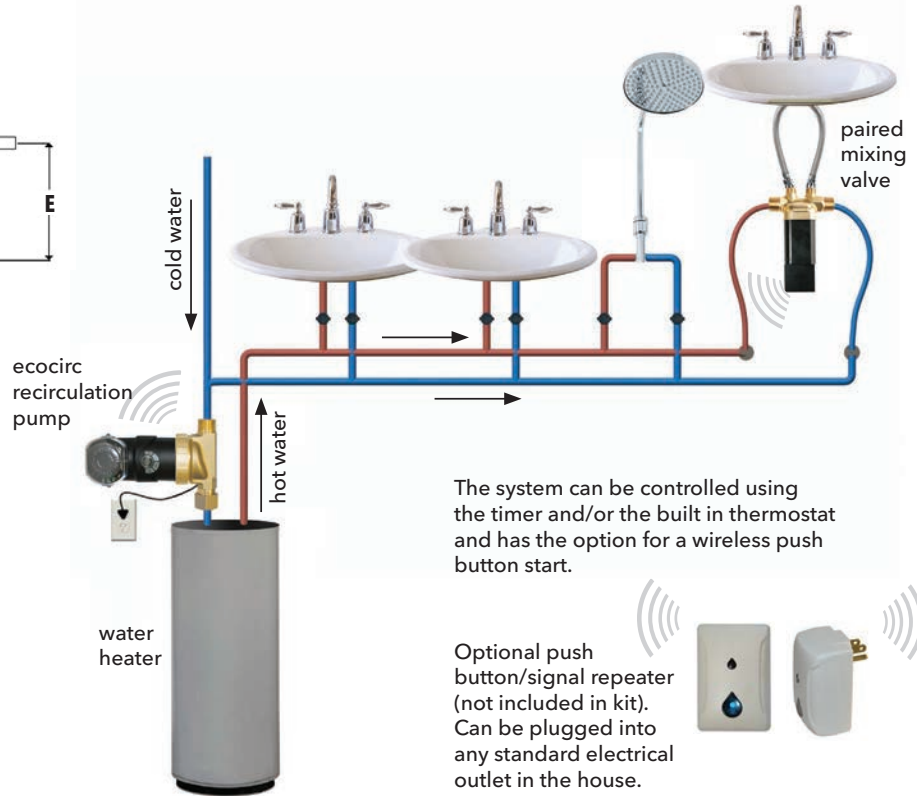 E
cold water
paired
mixing
valve
ecocirc
recirculation
pump
hot water
The system can be controlled using
the timer and/or the built in thermostat
and has the option for a wireless push
button start.
water
heater
Optional push
button/signal repeater
(not included in kit).
Can be plugged into
any standard electrical
outlet in the house.